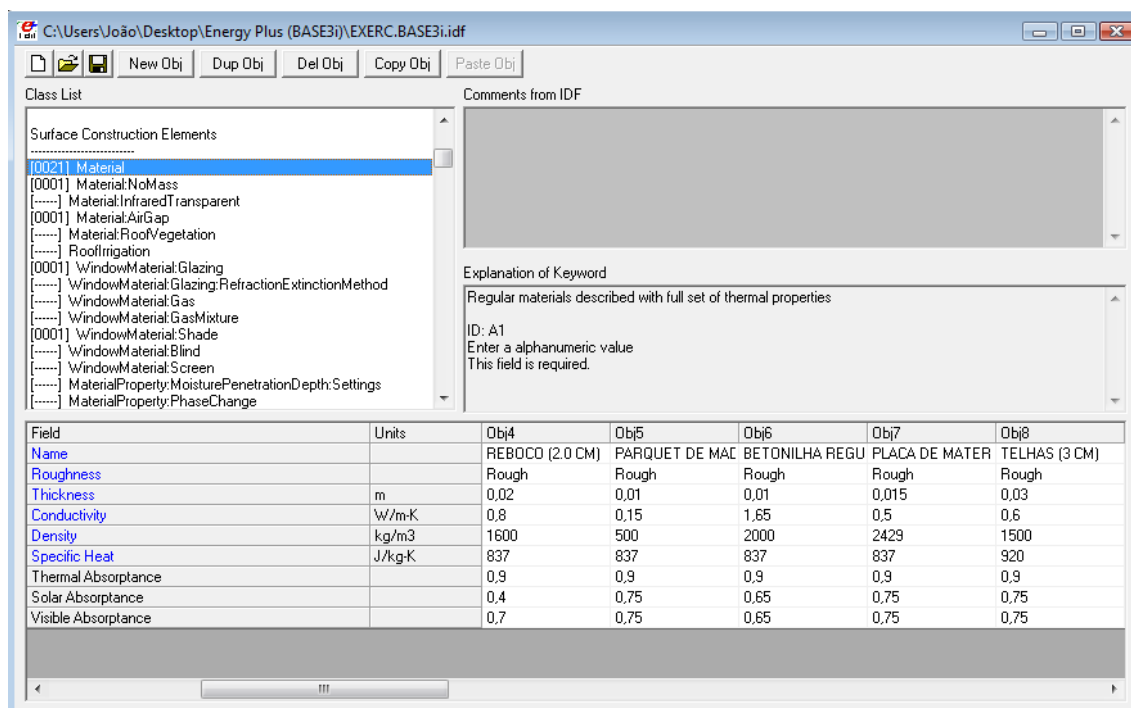 C:\Users\João\Desktop\Energy Plus (BASE3i)\EXERC.BASE3i.idf
New Obj Dup Obj Del Obj Copy Obj Paste Obj
Class List
Comments from IDF
Surface Construction Elements
--------------------------
[0021] Material
[0001] Material:NoMass
[------] Material:InfraredTransparent
[0001] Material:AirGap
[------] Material:RoofVegetation
[------] RoofIrrigation
[0001] WindowMaterial:Glazing
[------] WindowMaterial:Glazing:RefractionExtinctionMethod
[------] WindowMaterial:Gas
[------] WindowMaterial:GasMixture
[0001] WindowMaterial:Shade
[------] WindowMaterial:Blind
[------] WindowMaterial:Screen
[------] MaterialProperty:MoisturePenetrationDepth:Settings
[------] MaterialProperty:PhaseChange
Explanation of Keyword
Regular materials described with full set of thermal properties
ID: A1
Enter a alphanumeric value
This field is required.
Field Units Obj4 Obj5 Obj6 Obj7 Obj8
Name REBOCO (2.0 CM) PARQUET DE MAD BETONILHA REGU PLACA DE MATER TELHAS (3 CM)
Roughness Rough Rough Rough Rough Rough
Thickness m 0,02 0,01 0,01 0,015 0,03
Conductivity W/m-K 0,8 0,15 1,65 0,5 0,6
Density kg/m3 1600 500 2000 2429 1500
Specific Heat J/kg-K 837 837 837 837 920
Thermal Absorptance 0,9 0,9 0,9 0,9 0,9
Solar Absorptance 0,4 0,75 0,65 0,75 0,75
Visible Absorptance 0,7 0,75 0,65 0,75 0,75